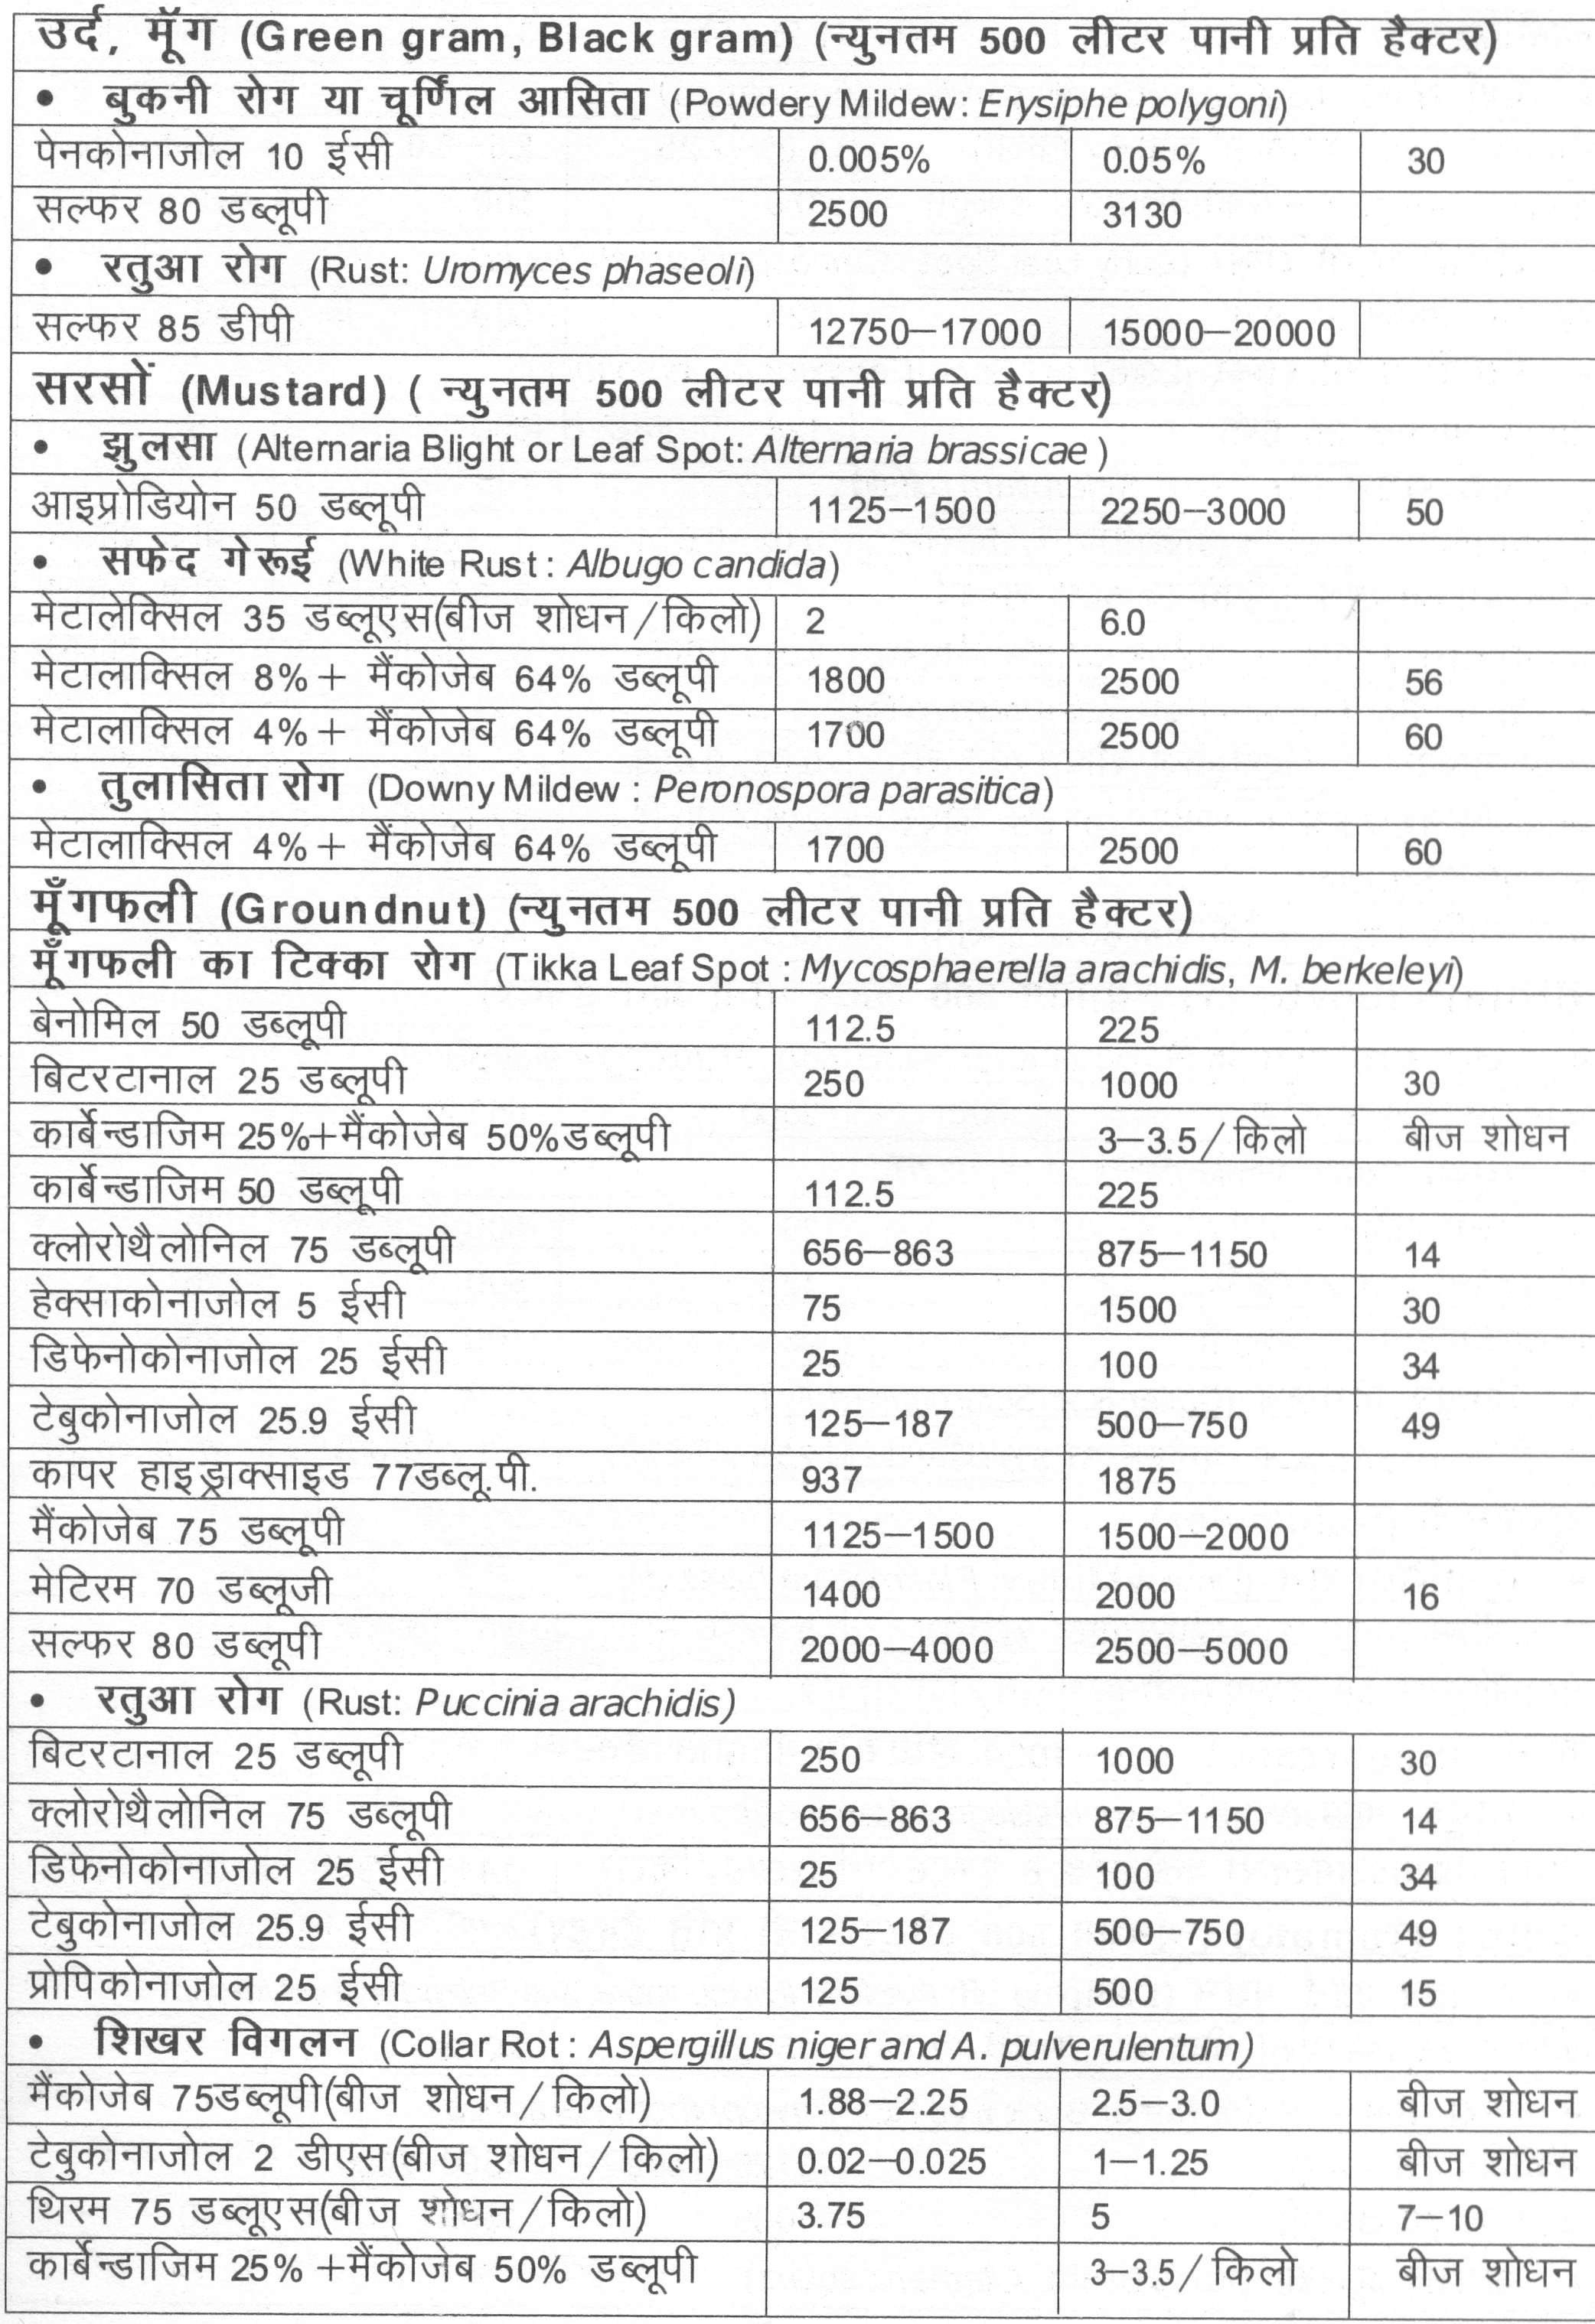 उर्द, मूँग (Green gram, Black gram) (न्युनतम 500 लीटर पानी प्रति हैक्टर)
• बुकनी रोग या चूर्णिल आसिता (Powdery Mildew: Erysiphe polygoni)
पेनकोनाजोल 10 ईसी 0.005% 0.05% 30
सल्फर 80 डब्लूपी 2500 3130
• रतुआ रोग (Rust: Uromyces phaseoli)
सल्फर 85 डीपी 12750–17000 15000–20000
सरसों (Mustard) ( न्युनतम 500 लीटर पानी प्रति हैक्टर)
• झुलसा (Alternaria Blight or Leaf Spot: Alternaria brassicae )
आइप्रोडियोन 50 डब्लूपी 1125–1500 2250–3000 50
• सफेद गेरूई (White Rust : Albugo candida)
मेटालेक्सिल 35 डब्लूएस(बीज शोधन/किलो) 2 6.0
मेटालाक्सिल 8%+ मैंकोजेब 64% डब्लूपी 1800 2500 56
मेटालाक्सिल 4%+ मैंकोजेब 64% डब्लूपी 1700 2500 60
• तुलासिता रोग (Downy Mildew : Peronospora parasitica)
मेटालाक्सिल 4%+ मैंकोजेब 64% डब्लूपी 1700 2500 60
मूँगफली (Groundnut) (न्युनतम 500 लीटर पानी प्रति हैक्टर)
मूँगफली का टिक्का रोग (Tikka Leaf Spot : Mycosphaerella arachidis, M. berkeleyi)
बेनोमिल 50 डब्लूपी 112.5 225
बिटरटानाल 25 डब्लूपी 250 1000 30
कार्बेन्डाजिम 25%+मैंकोजेब 50%डब्लूपी 3–3.5/किलो बीज शोधन
कार्बेन्डाजिम 50 डब्लूपी 112.5 225
क्लोरोथैलोनिल 75 डब्लूपी 656–863 875–1150 14
हेक्साकोनाजोल 5 ईसी 75 1500 30
डिफेनोकोनाजोल 25 ईसी 25 100 34
टेबुकोनाजोल 25.9 ईसी 125–187 500–750 49
कापर हाइड्राक्साइड 77डब्लू.पी. 937 1875
मैंकोजेब 75 डब्लूपी 1125–1500 1500–2000
मेटिरम 70 डब्लूजी 1400 2000 16
सल्फर 80 डब्लूपी 2000–4000 2500–5000
• रतुआ रोग (Rust: Puccinia arachidis)
बिटरटानाल 25 डब्लूपी 250 1000 30
क्लोरोथैलोनिल 75 डब्लूपी 656–863 875–1150 14
डिफेनोकोनाजोल 25 ईसी 25 100 34
टेबुकोनाजोल 25.9 ईसी 125–187 500–750 49
प्रोपिकोनाजोल 25 ईसी 125 500 15
• शिखर विगलन (Collar Rot : Aspergillus niger and A. pulverulentum)
मैंकोजेब 75डब्लूपी(बीज शोधन/किलो) 1.88–2.25 2.5–3.0 बीज शोधन
टेबुकोनाजोल 2 डीएस(बीज शोधन/किलो) 0.02–0.025 1–1.25 बीज शोधन
थिरम 75 डब्लूएस(बीज शोधन/किलो) 3.75 5 7–10
कार्बेन्डाजिम 25% +मैंकोजेब 50% डब्लूपी 3–3.5/किलो बीज शोधन